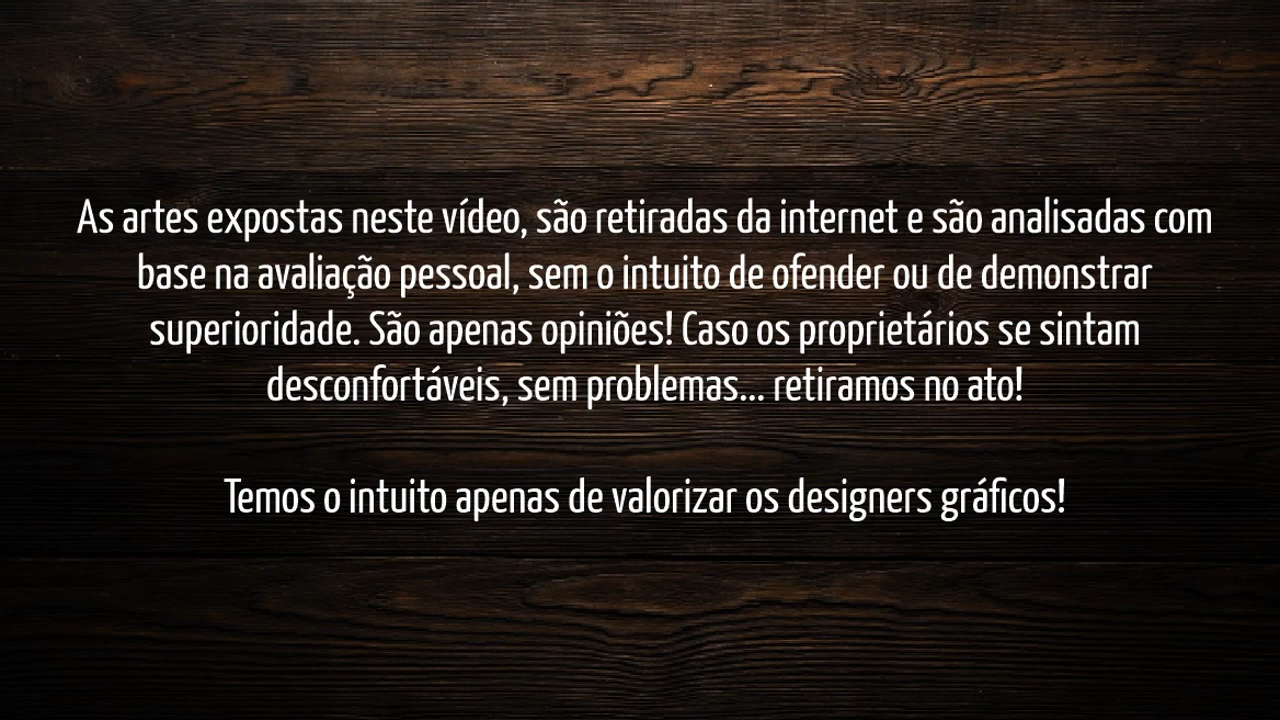 As artes expostas neste vídeo, são retiradas da internet e são analisadas com
base na avaliação pessoal, sem o intuito de ofender ou de demonstrar
superioridade. São apenas opiniões! Caso os proprietários se sintam
desconfortáveis, sem problemas... retiramos no ato!
Temos o intuito apenas de valorizar os designers gráficos!